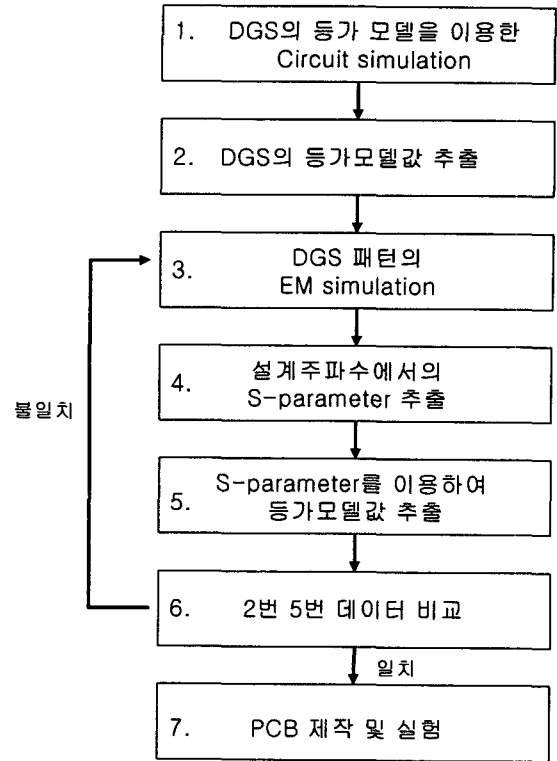 1. DGS의 등가 모델을 이용한
Circuit simulation
2. DGS의 등가모델값 추출
3. DGS 패턴의
EM simulation
4. 설계주파수에서의
S-parameter 추출
불일치
5. S-parameter를 이용하여
등가모델값 추출
6. 2번 5번 데이터 비교
일치
7. PCB 제작 및 실험